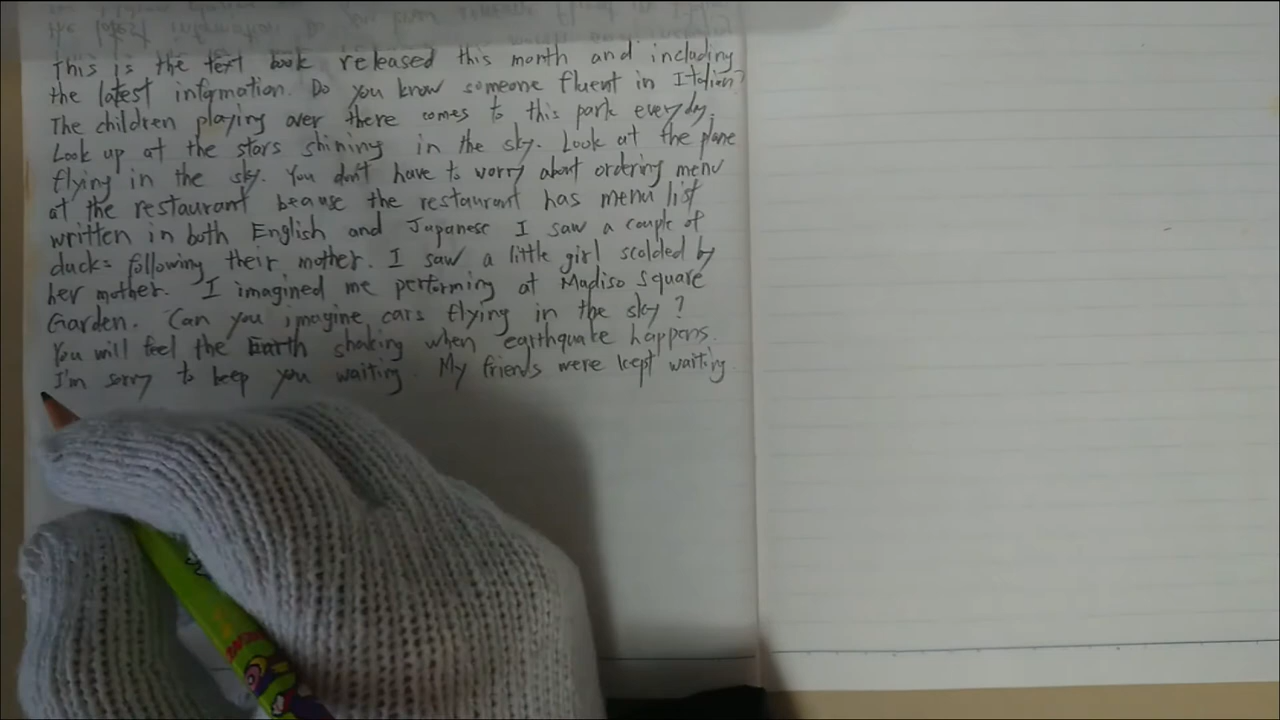 This is the text book released this month and including
the latest information. Do you know someone fluent in Italian?
The children playing over there comes to this park everyday.
Look up at the stars shining in the sky. Look at the plane
flying in the sky. You don't have to worry about ordering menu
at the restaurant beause the restaurant has menu list
written in both English and Japanese I saw a couple of
ducks following their mother. I saw a little girl scolded by
her mother. I imagined me performing at Madiso Square
Garden. Can you imagine cars flying in the sky?
You will feel the Earth shaking when earthquake happens.
I'm sorry to keep you waiting. My friends were kept waiting